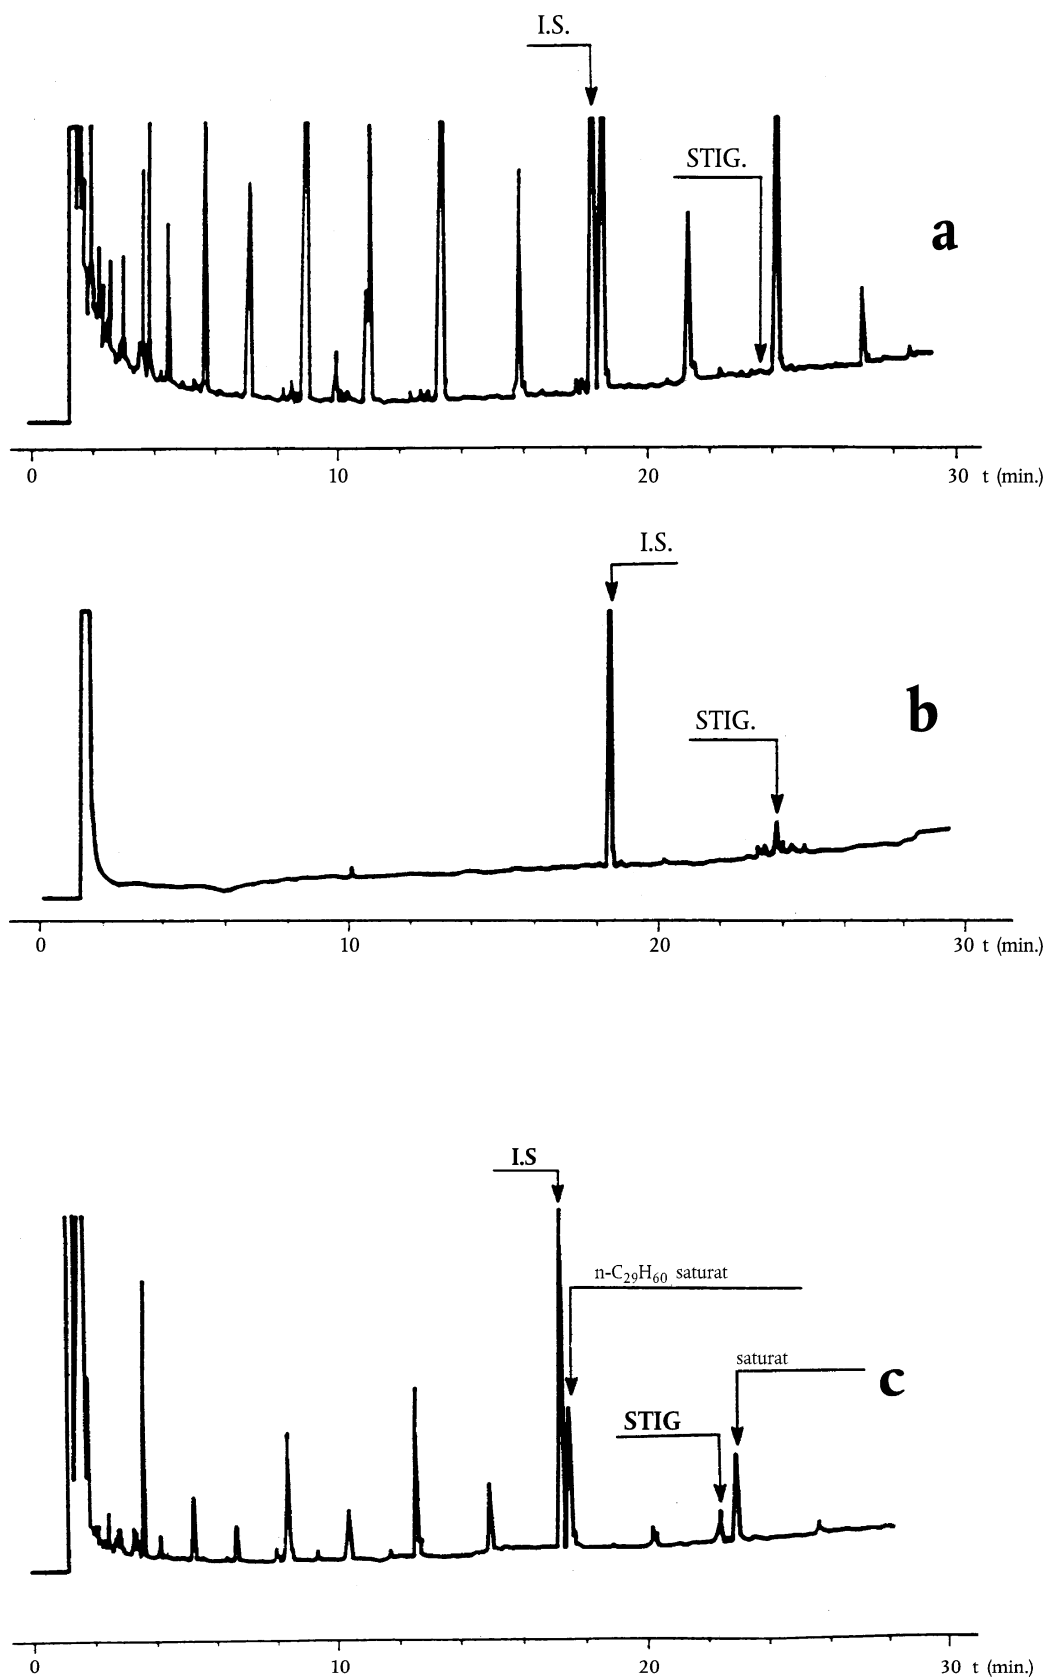 I.S.
STIG.
a
0 10 20 30 t (min.)
I.S.
STIG.
b
0 10 20 30 t (min.)
I.S
n-C₂₉H₆₀ saturat
saturat
c
STIG
0 10 20 30 t (min.)